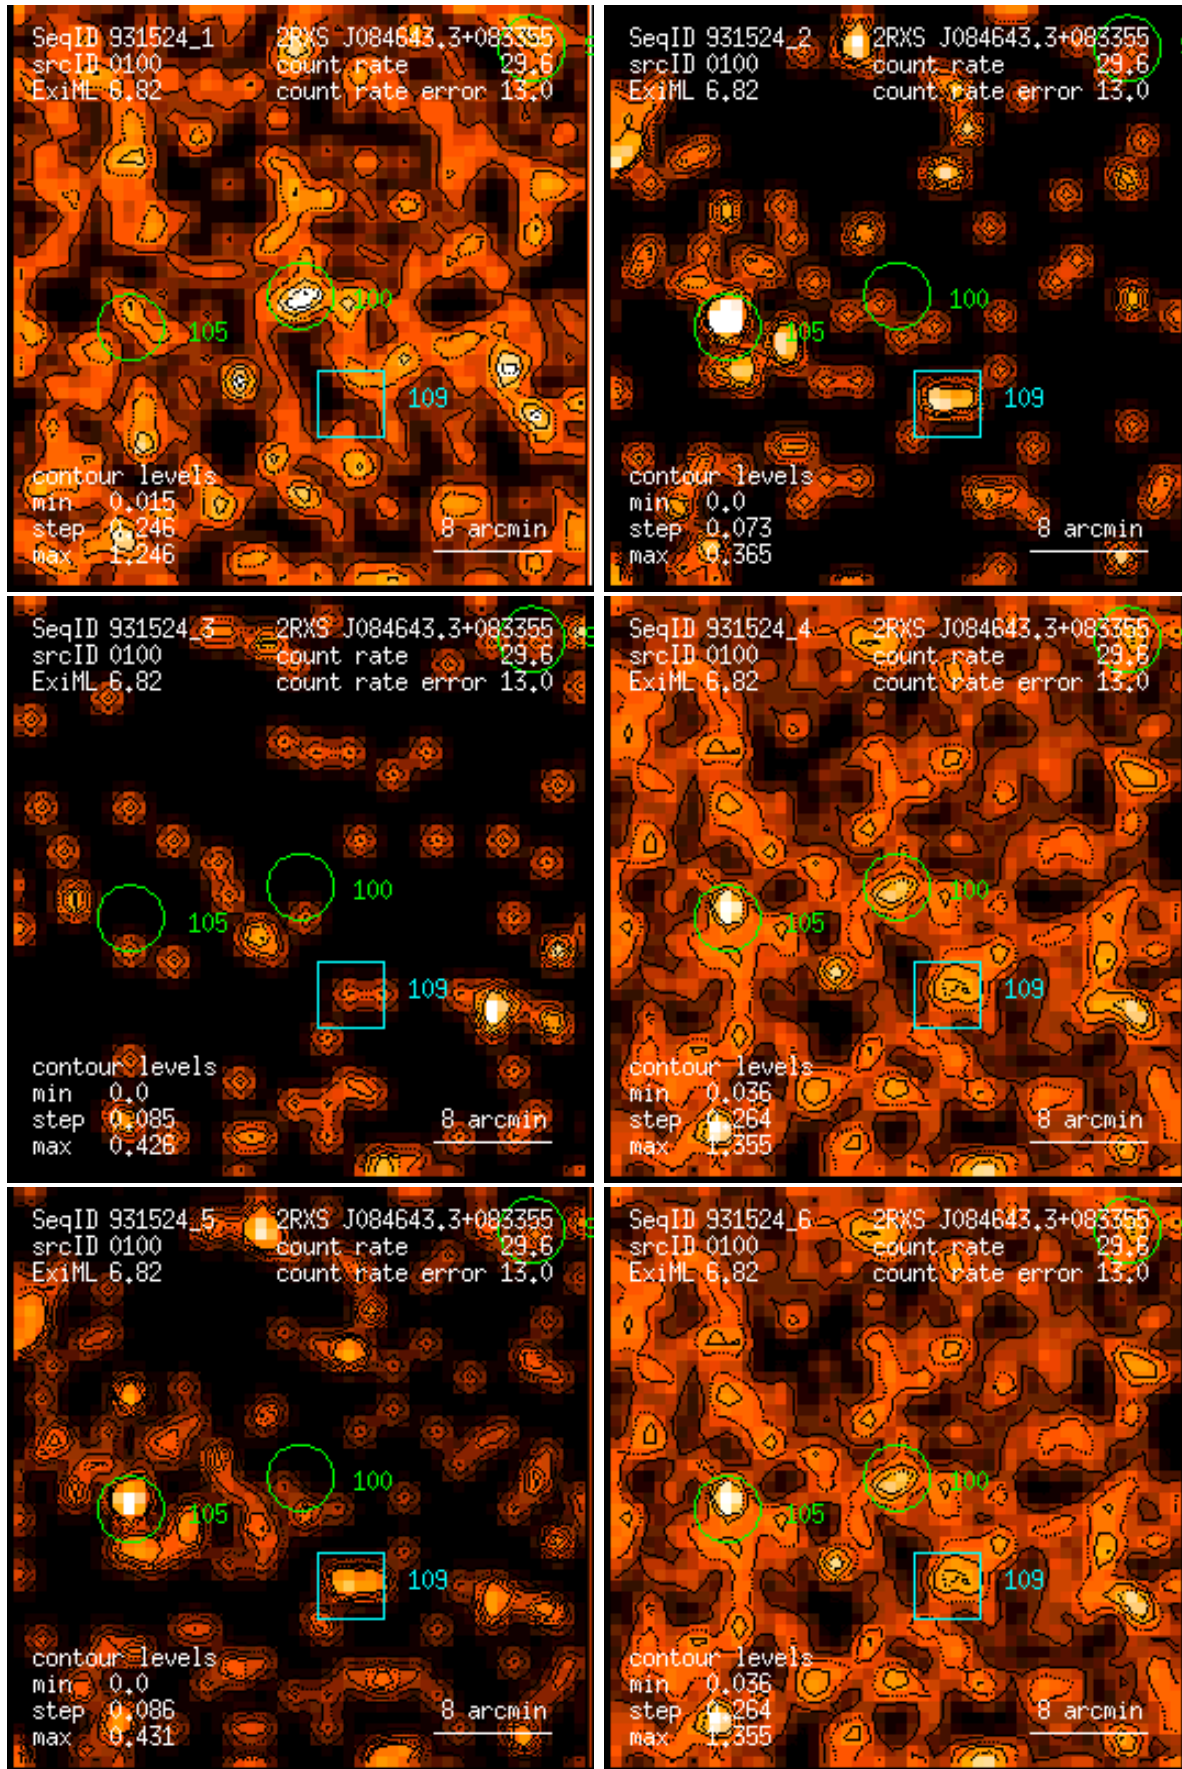 SeqID 931524_1 2RXS J084643.3+083355
srcID 0100 count rate 29.6
ExiML 6.82 count rate error 13.0
100
105
109
contour levels
min 0.015
step 0.246 8 arcmin
max 1.246
SeqID 931524_2 2RXS J084643.3+083355
srcID 0100 count rate 29.6
ExiML 6.82 count rate error 13.0
100
105
109
contour levels
min 0.0
step 0.073 8 arcmin
max 0.365
SeqID 931524_3 2RXS J084643.3+083355
srcID 0100 count rate 29.6
ExiML 6.82 count rate error 13.0
100
105
109
contour levels
min 0.0
step 0.085 8 arcmin
max 0.426
SeqID 931524_4 2RXS J084643.3+083355
srcID 0100 count rate 29.6
ExiML 6.82 count rate error 13.0
100
105
109
contour levels
min 0.036
step 0.264 8 arcmin
max 1.355
SeqID 931524_5 2RXS J084643.3+083355
srcID 0100 count rate 29.6
ExiML 6.82 count rate error 13.0
100
105
109
contour levels
min 0.0
step 0.086 8 arcmin
max 0.431
SeqID 931524_6 2RXS J084643.3+083355
srcID 0100 count rate 29.6
ExiML 6.82 count rate error 13.0
100
105
109
contour levels
min 0.036
step 0.264 8 arcmin
max 1.355